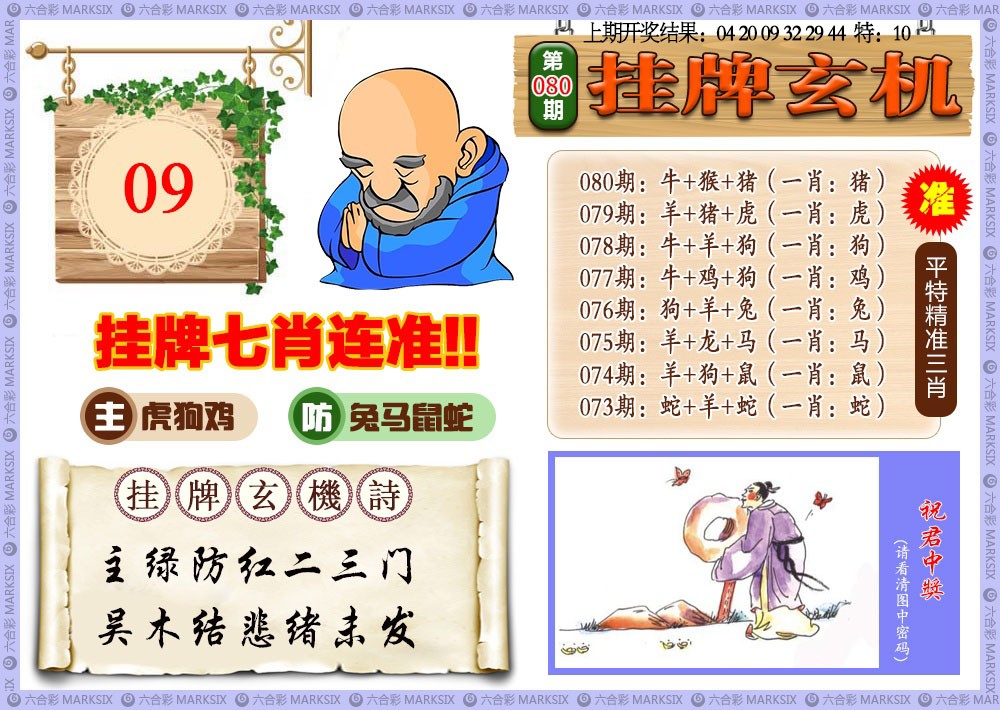 上期开奖结果：04 20 09 32 29 44 特：10
第080期
挂牌玄机
09
挂牌七肖连准!!
主 虎狗鸡
防 兔马鼠蛇
挂牌玄機詩
主绿防红二三门
吴木结悲绪未发
080期：牛+猴+猪（一肖：猪）
079期：羊+猪+虎（一肖：虎）
078期：牛+羊+狗（一肖：狗）
077期：牛+鸡+狗（一肖：鸡）
076期：狗+羊+兔（一肖：兔）
075期：羊+龙+马（一肖：马）
074期：羊+狗+鼠（一肖：鼠）
073期：蛇+羊+蛇（一肖：蛇）
准
平特精准三肖
祝君中獎
（请看清图中密码）
六合彩 MARKSIX